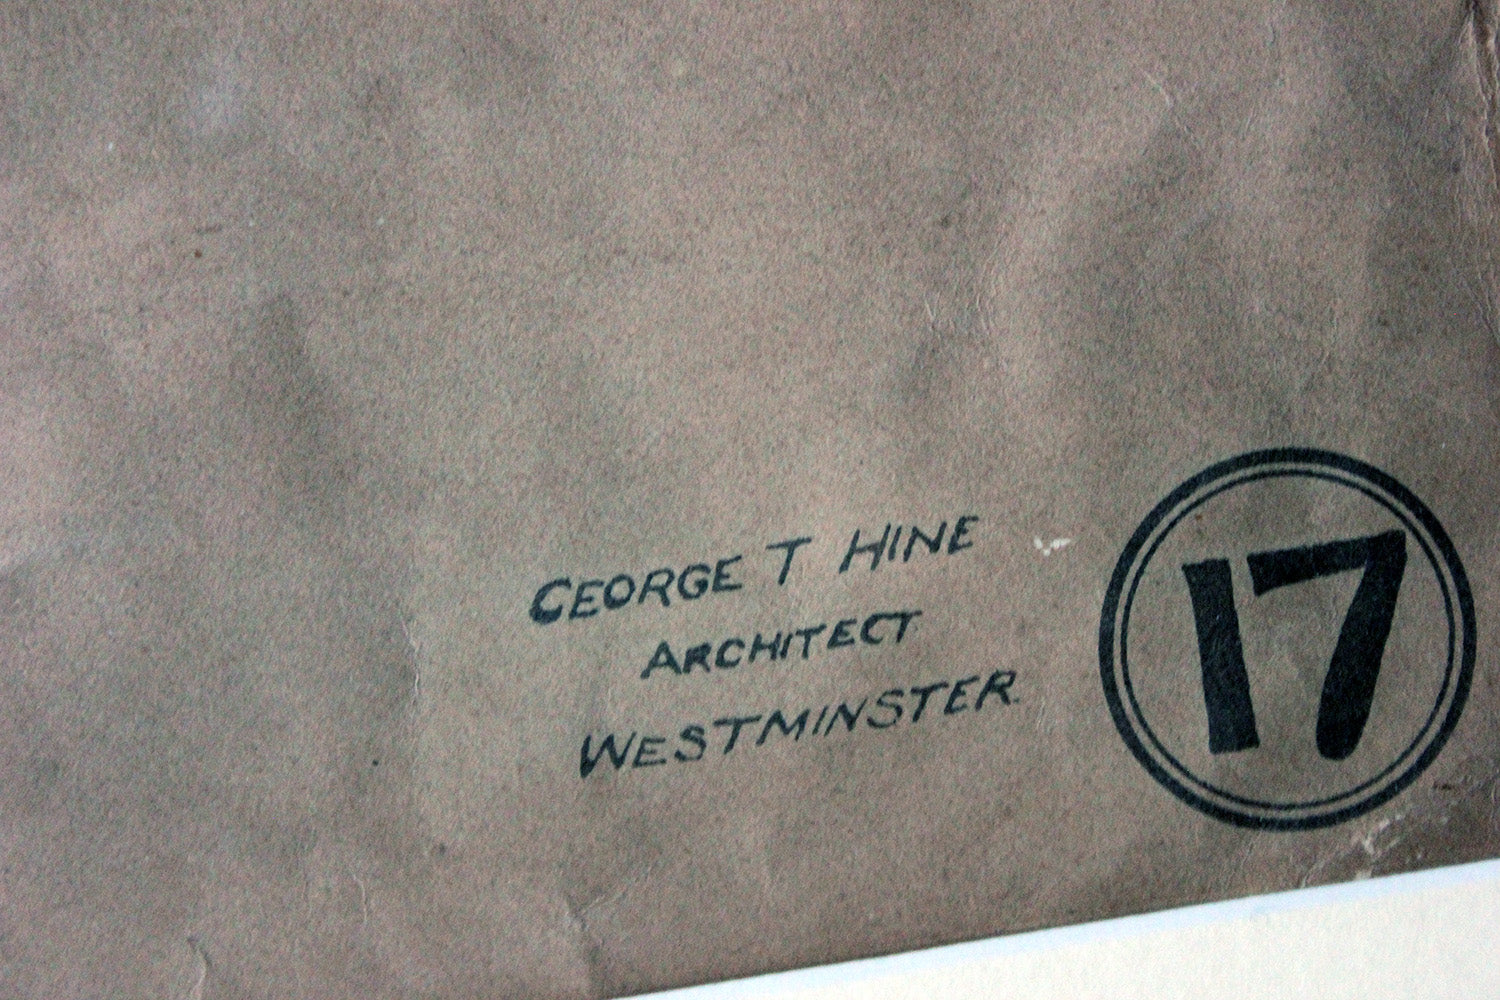 GEORGE T HINE
ARCHITECT
WESTMINSTER.
17